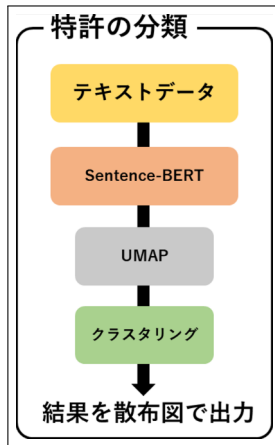 特許の分類
テキストデータ
Sentence-BERT
UMAP
クラスタリング
結果を散布図で出力